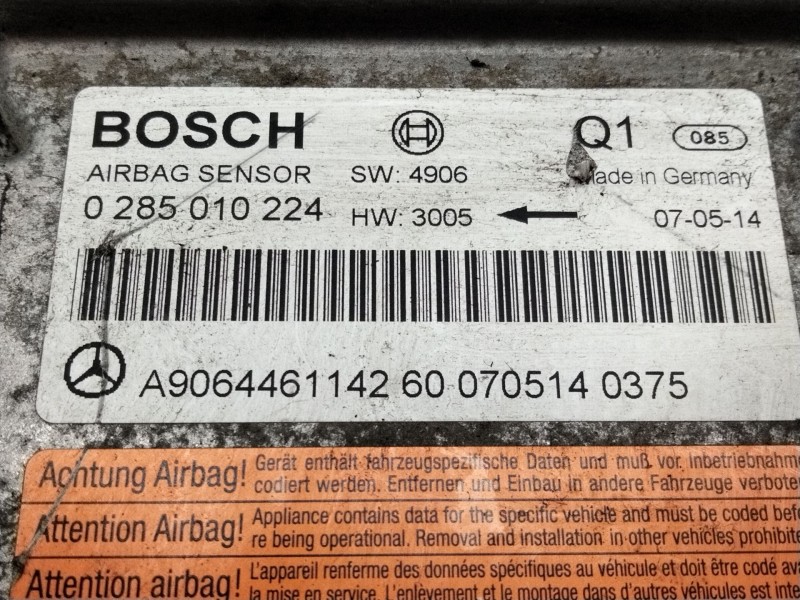 BOSCH
Q1 085
AIRBAG SENSOR SW: 4906 Made in Germany
0 285 010 224 HW: 3005 07-05-14
A9064461142 60 070514 0375
Achtung Airbag! Gerät enthält fahrzeugspezifische Daten und muß vor Inbetriebnahme
codiert werden. Entfernen und Einbau in andere Fahrzeuge verboten
Attention Airbag! Appliance contains data for the specific vehicle and must be coded befo
re being operational. Removal and installation in other vehicles prohibite
Attention airbag! L'appareil renferme des données spécifiques au véhicule et doit être codé ava
la mise en service. L'enlèvement et le montage dans d'autres véhicules est inte